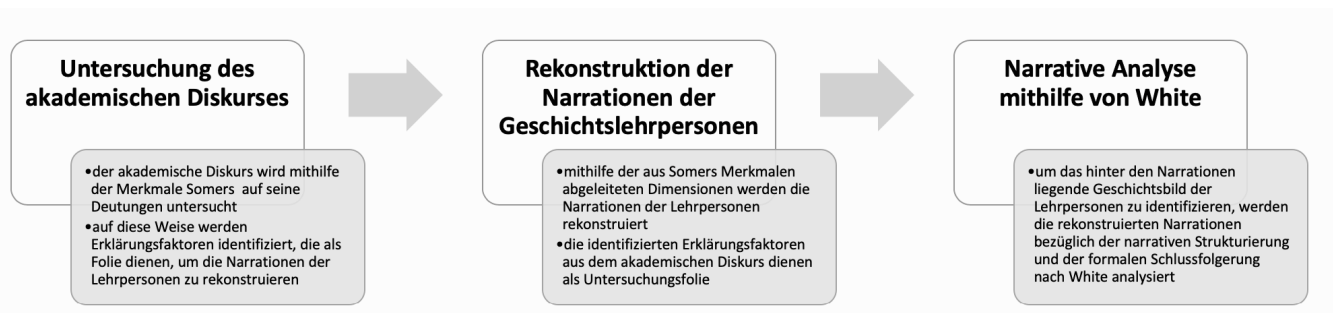 Untersuchung des
akademischen Diskurses
•der akademische Diskurs wird mithilfe
der Merkmale Somers auf seine
Deutungen untersucht
•auf diese Weise werden
Erklärungsfaktoren identifiziert, die als
Folie dienen, um die Narrationen der
Lehrpersonen zu rekonstruieren
Rekonstruktion der
Narrationen der
Geschichtslehrpersonen
•mithilfe der aus Somers Merkmalen
abgeleiteten Dimensionen werden die
Narrationen der Lehrpersonen
rekonstruiert
•die identifizierten Erklärungsfaktoren
aus dem akademischen Diskurs dienen
als Untersuchungsfolie
Narrative Analyse
mithilfe von White
•um das hinter den Narrationen
liegende Geschichtsbild der
Lehrpersonen zu identifizieren, werden
die rekonstruierten Narrationen
bezüglich der narrativen Strukturierung
und der formalen Schlussfolgerung
nach White analysiert